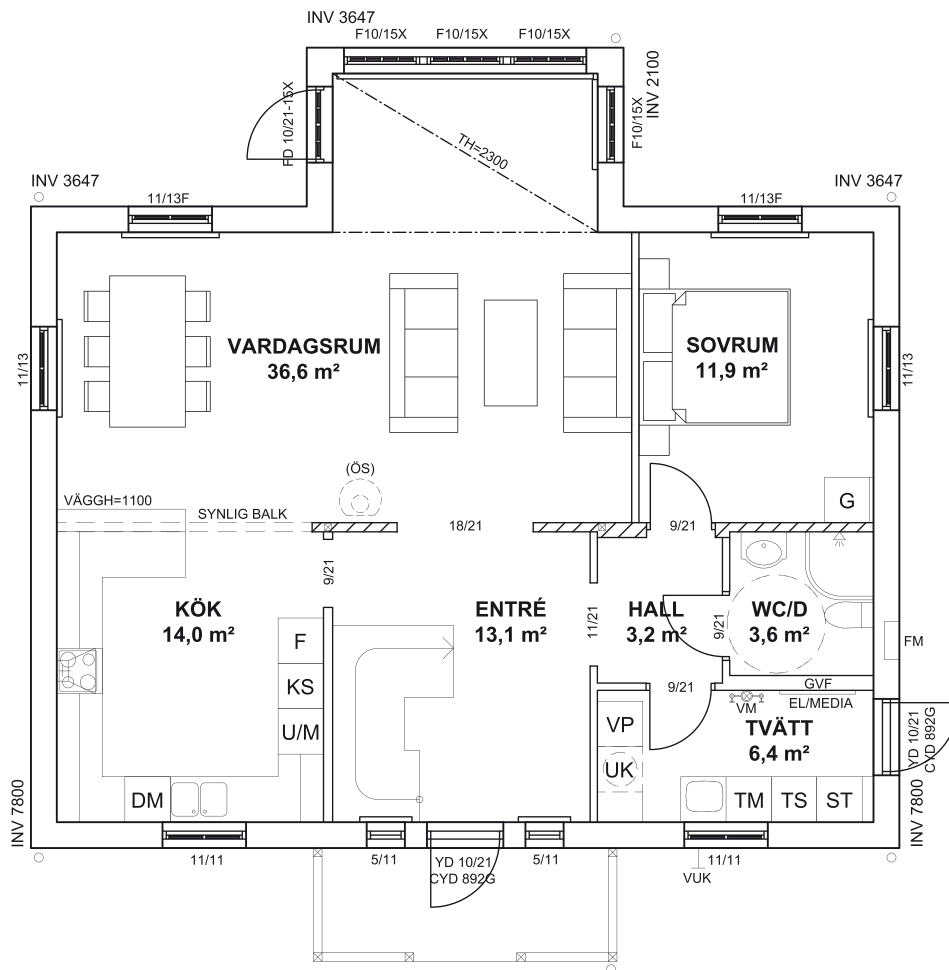 INV 3647
F10/15X F10/15X F10/15X
INV 2100
F10/15X
FD 10/21-15X
TH=2300
INV 3647
INV 3647
11/13F
11/13F
VARDAGSRUM
36,6 m²
SOVRUM
11,9 m²
11/13
11/13
(ÖS)
G
VÄGGH=1100
SYNLIG BALK
18/21
9/21
9/21
KÖK
14,0 m²
ENTRÉ
13,1 m²
11/21
HALL
3,2 m²
9/21
WC/D
3,6 m²
F
KS
U/M
FM
9/21
GVF
VM
EL/MEDIA
VP
UK
TVÄTT
6,4 m²
YD 10/21
CYD 892G
DM
TM
TS
ST
INV 7800
INV 7800
11/11
5/11
YD 10/21
CYD 892G
5/11
11/11
VUK